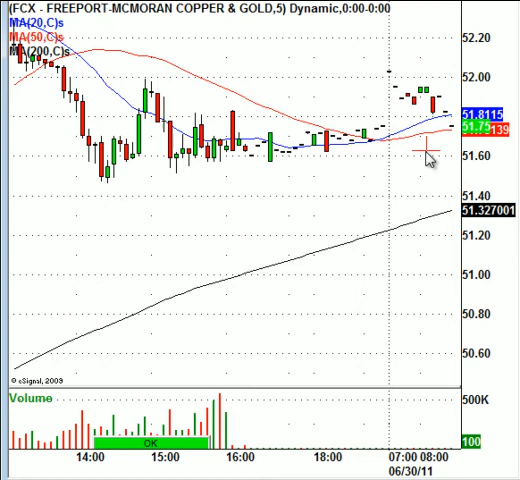 (FCX - FREEPORT-MCMORAN COPPER & GOLD,5) Dynamic,0:00-0:00
MA(20,C)s
MA(50,C)s
MA(200,C)s
52.20
52.00
51.8115
51.75
139
51.60
51.40
51.327001
51.20
51.00
50.80
50.60
© eSignal, 2009
Volume
500K
OK
100
14:00 15:00 16:00 18:00 07:00 08:00
06/30/11